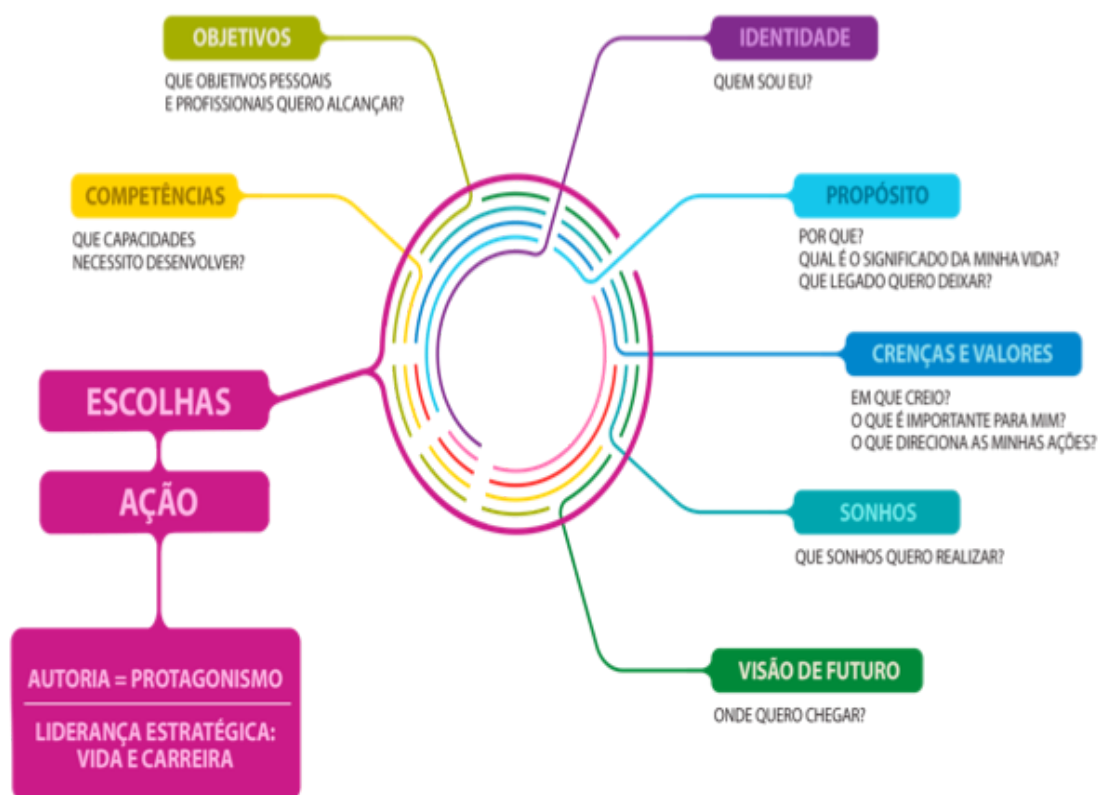 OBJETIVOS
QUE OBJETIVOS PESSOAIS
E PROFISSIONAIS QUERO ALCANÇAR?
IDENTIDADE
QUEM SOU EU?
COMPETÊNCIAS
QUE CAPACIDADES
NECESSITO DESENVOLVER?
PROPÓSITO
POR QUE?
QUAL É O SIGNIFICADO DA MINHA VIDA?
QUE LEGADO QUERO DEIXAR?
CRENÇAS E VALORES
EM QUE CREIO?
O QUE É IMPORTANTE PARA MIM?
O QUE DIRECIONA AS MINHAS AÇÕES?
ESCOLHAS
AÇÃO
SONHOS
QUE SONHOS QUERO REALIZAR?
VISÃO DE FUTURO
ONDE QUERO CHEGAR?
AUTORIA = PROTAGONISMO
LIDERANÇA ESTRATÉGICA:
VIDA E CARREIRA